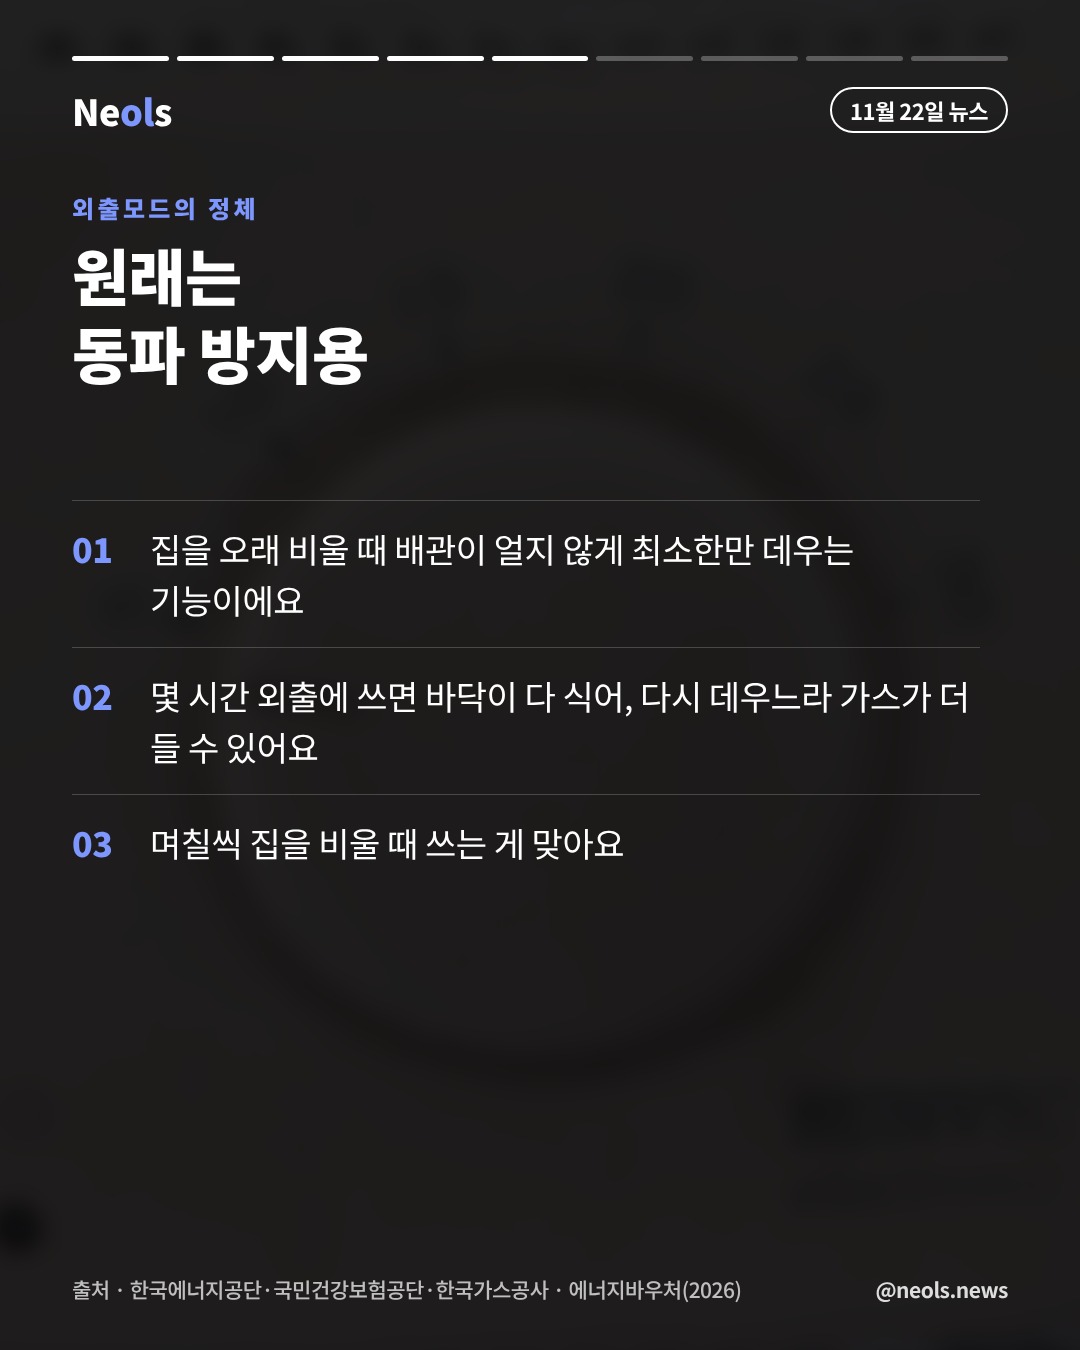 Neols
11월 22일 뉴스
외출모드의 정체
원래는
동파 방지용
01 집을 오래 비울 때 배관이 얼지 않게 최소한만 데우는
기능이에요
02 몇 시간 외출에 쓰면 바닥이 다 식어, 다시 데우느라 가스가 더
들 수 있어요
03 며칠씩 집을 비울 때 쓰는 게 맞아요
출처 · 한국에너지공단·국민건강보험공단·한국가스공사 · 에너지바우처(2026)
@neols.news